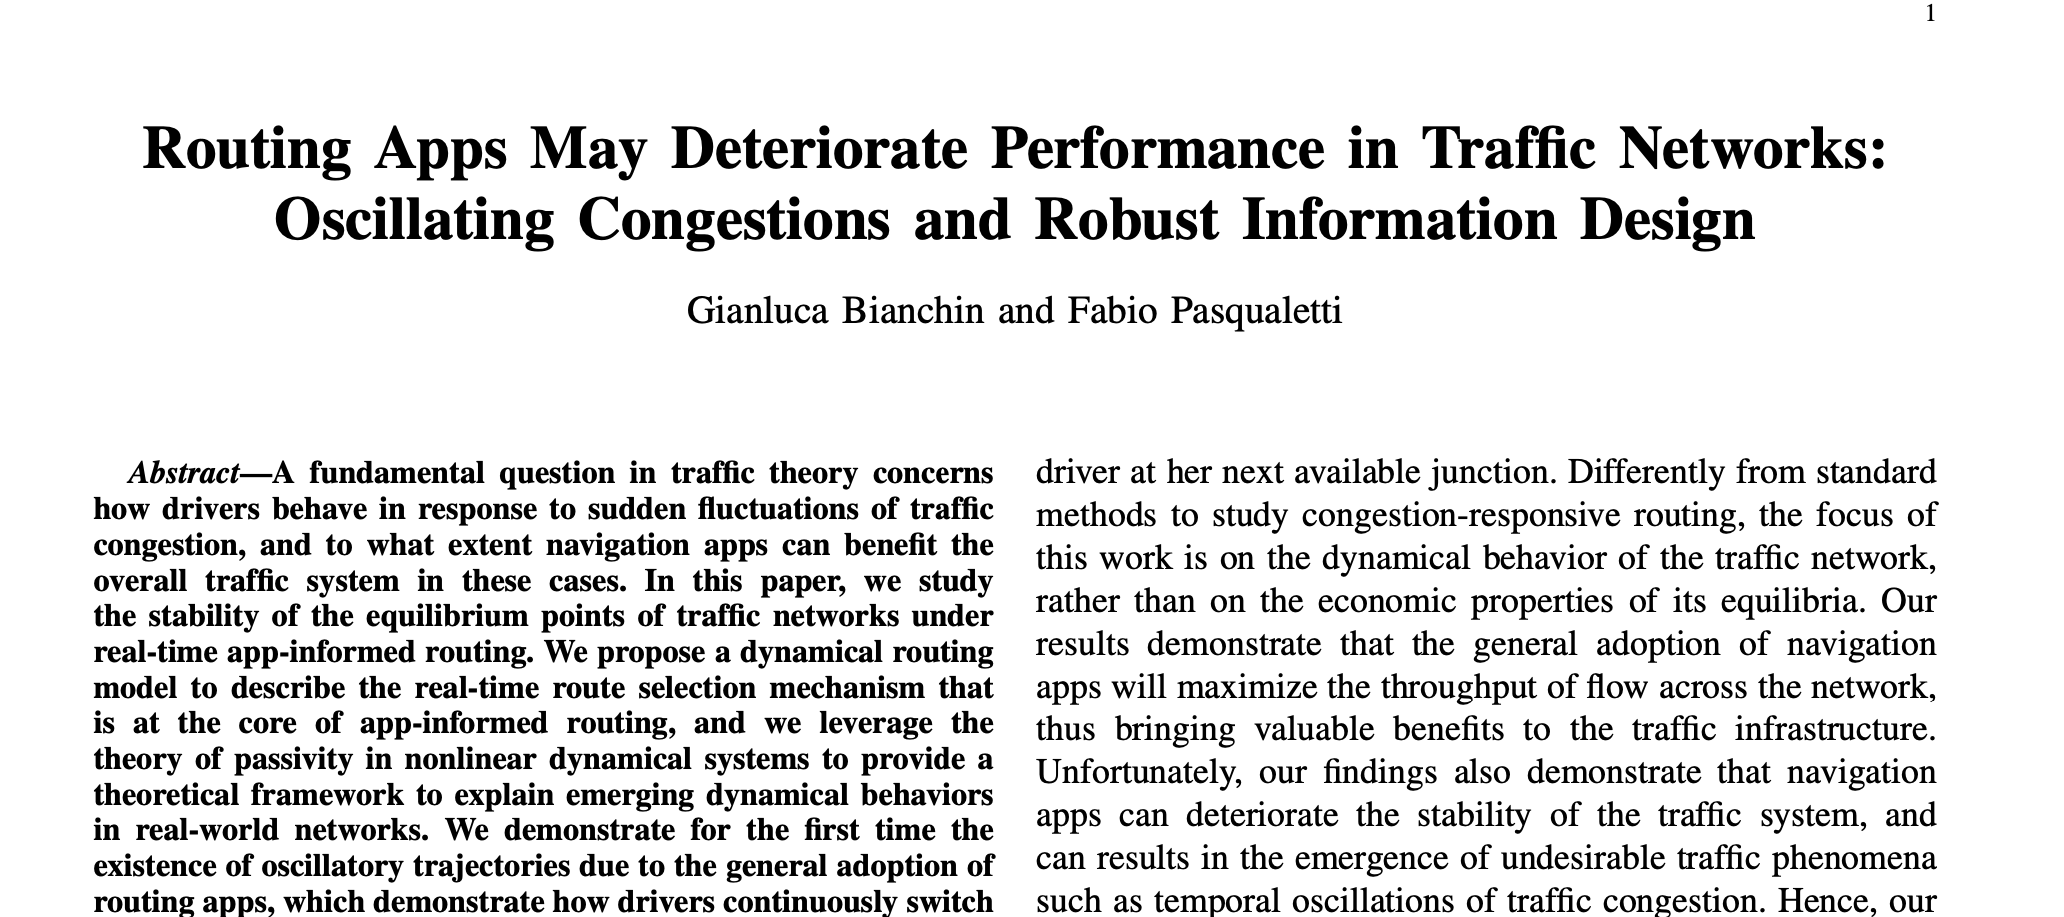 1
Routing Apps May Deteriorate Performance in Traffic Networks:
Oscillating Congestions and Robust Information Design
Gianluca Bianchin and Fabio Pasqualetti
Abstract—A fundamental question in traffic theory concerns
how drivers behave in response to sudden fluctuations of traffic
congestion, and to what extent navigation apps can benefit the
overall traffic system in these cases. In this paper, we study
the stability of the equilibrium points of traffic networks under
real-time app-informed routing. We propose a dynamical routing
model to describe the real-time route selection mechanism that
is at the core of app-informed routing, and we leverage the
theory of passivity in nonlinear dynamical systems to provide a
theoretical framework to explain emerging dynamical behaviors
in real-world networks. We demonstrate for the first time the
existence of oscillatory trajectories due to the general adoption of
routing apps, which demonstrate how drivers continuously switch
driver at her next available junction. Differently from standard
methods to study congestion-responsive routing, the focus of
this work is on the dynamical behavior of the traffic network,
rather than on the economic properties of its equilibria. Our
results demonstrate that the general adoption of navigation
apps will maximize the throughput of flow across the network,
thus bringing valuable benefits to the traffic infrastructure.
Unfortunately, our findings also demonstrate that navigation
apps can deteriorate the stability of the traffic system, and
can results in the emergence of undesirable traffic phenomena
such as temporal oscillations of traffic congestion. Hence, our